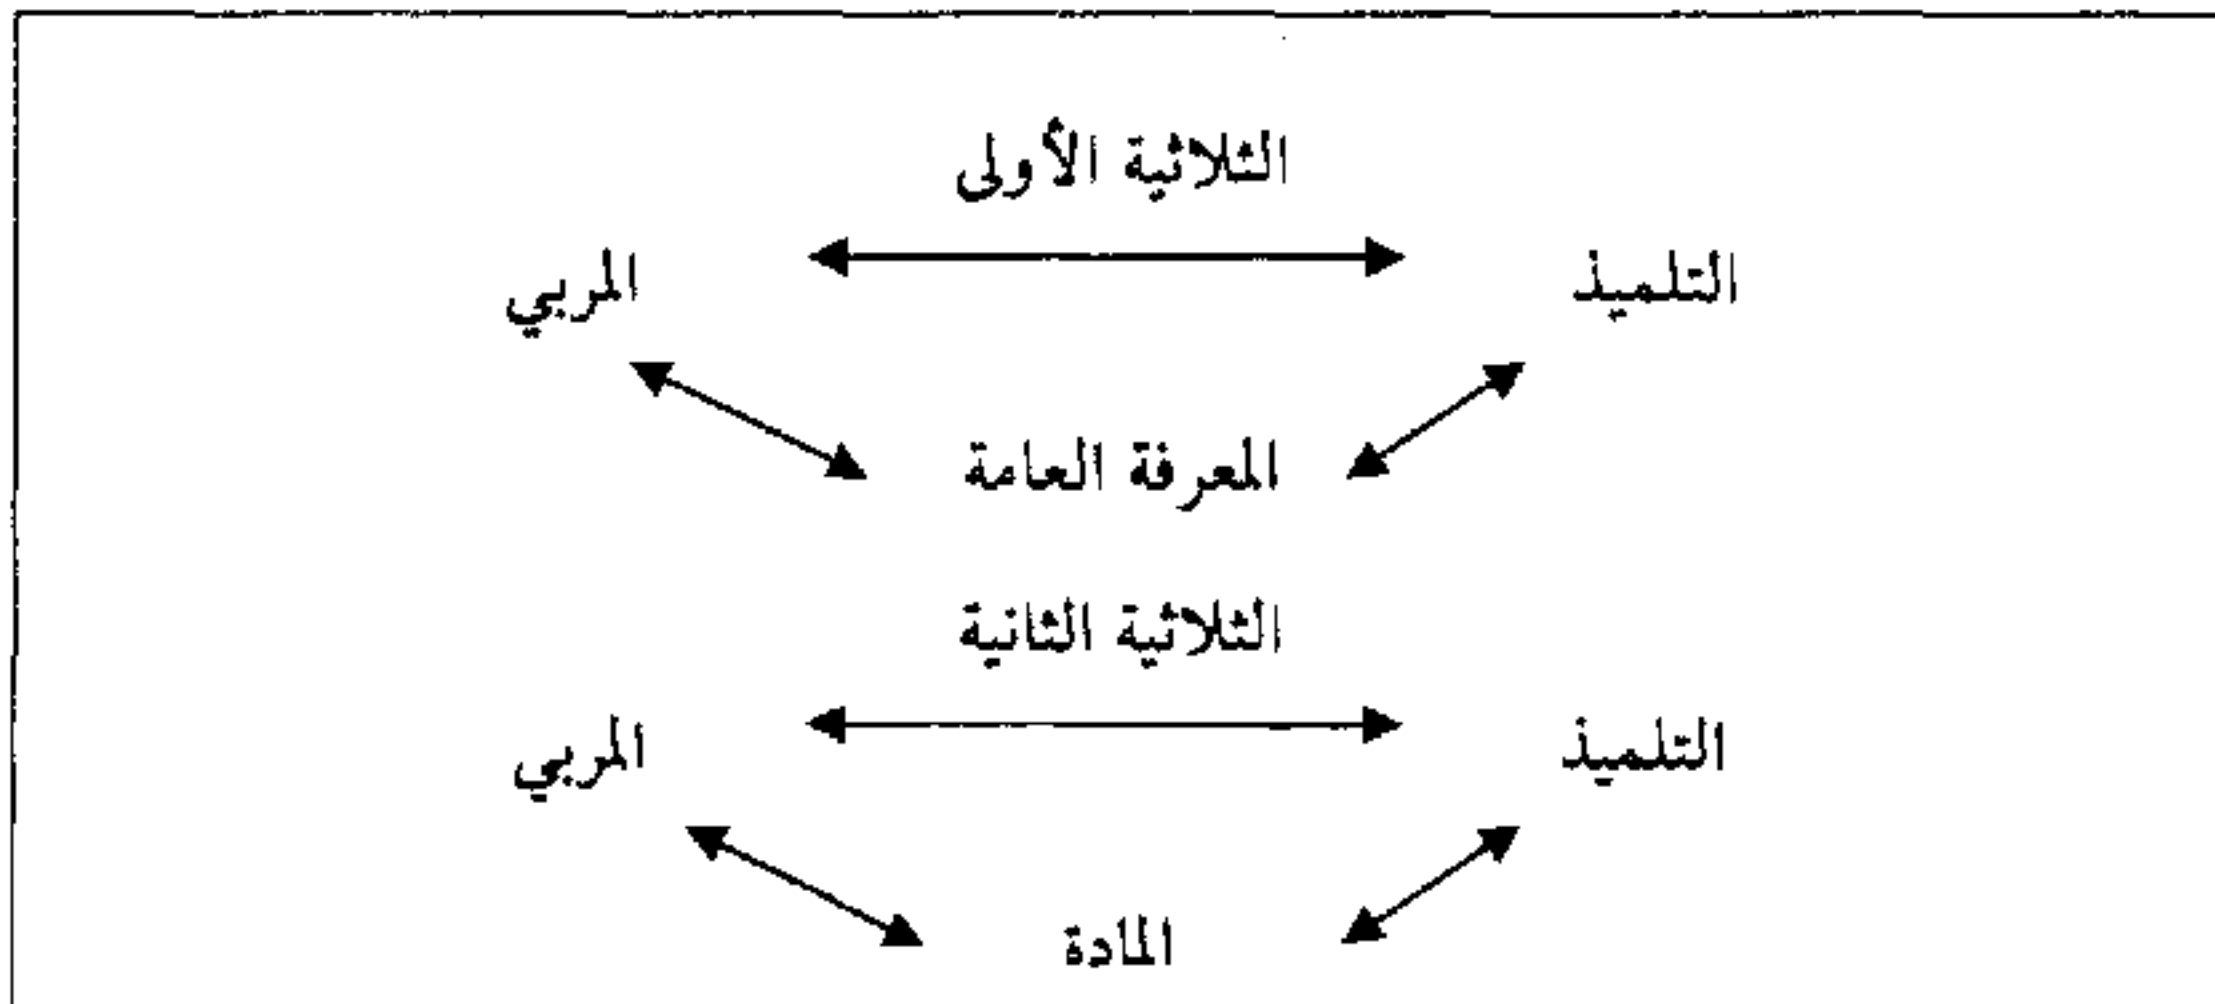 الثلاثية الأولى
التلميذ المربي
المعرفة العامة
الثلاثية الثانية
التلميذ المربي
المادة